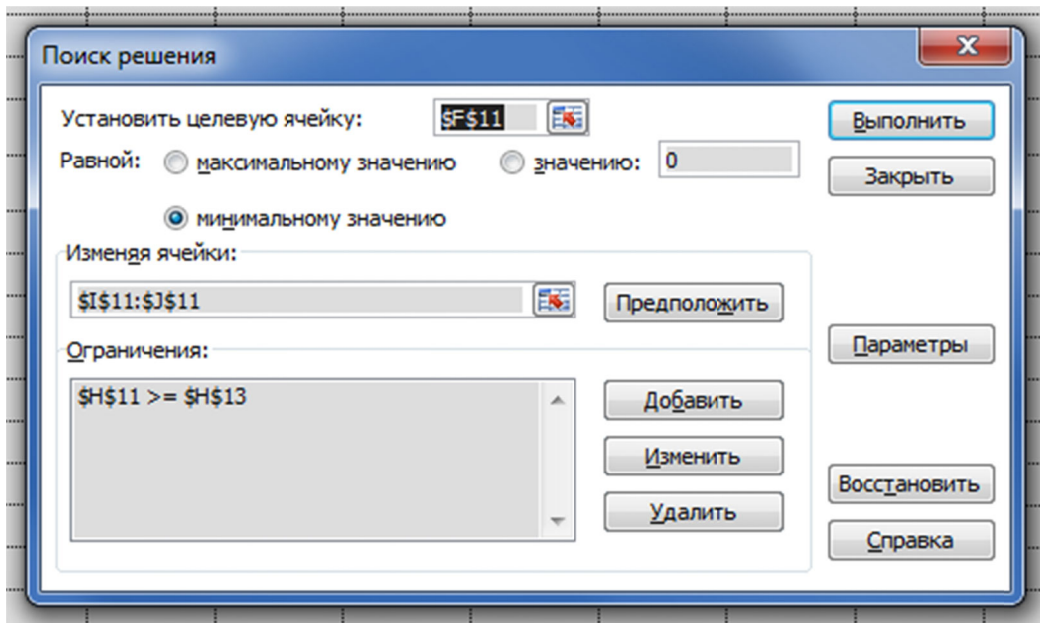 Поиск решения
Установить целевую ячейку: $F$11
Выполнить
Равной: максимальному значению значению: 0
Закрыть
минимальному значению
Изменяя ячейки:
$I$11:$J$11
Предположить
Параметры
Ограничения:
$H$11 >= $H$13
Добавить
Изменить
Удалить
Восстановить
Справка